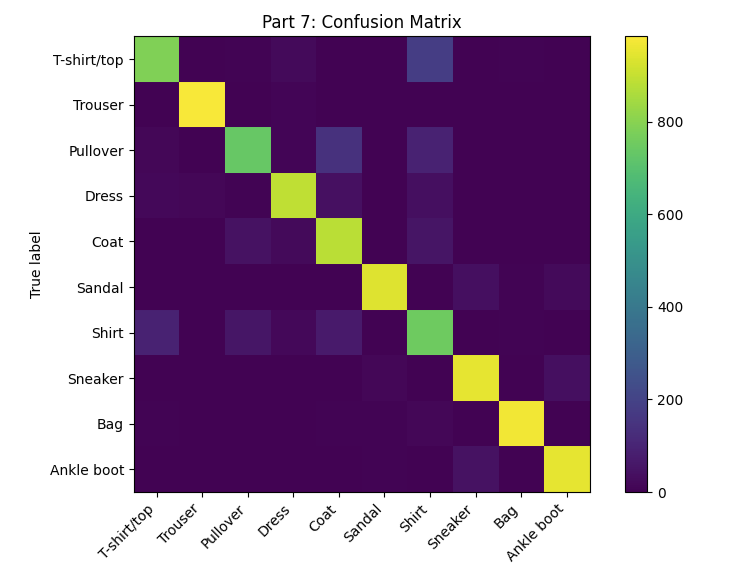 Part 7: Confusion Matrix
True label
T-shirt/top
Trouser
Pullover
Dress
Coat
Sandal
Shirt
Sneaker
Bag
Ankle boot
T-shirt/top
Trouser
Pullover
Dress
Coat
Sandal
Shirt
Sneaker
Bag
Ankle boot
800
600
400
200
0